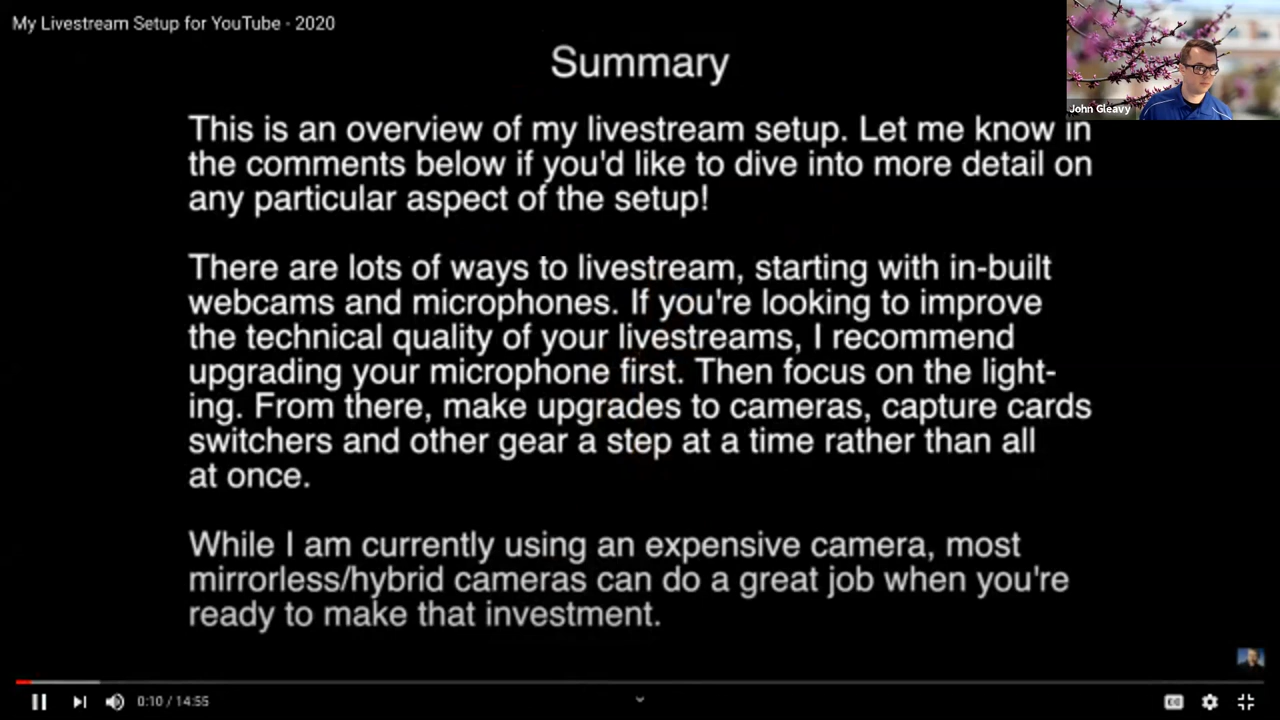 My Livestream Setup for YouTube - 2020
Summary
John Gleavy
This is an overview of my livestream setup. Let me know in
the comments below if you'd like to dive into more detail on
any particular aspect of the setup!
There are lots of ways to livestream, starting with in-built
webcams and microphones. If you're looking to improve
the technical quality of your livestreams, I recommend
upgrading your microphone first. Then focus on the light-
ing. From there, make upgrades to cameras, capture cards
switchers and other gear a step at a time rather than all
at once.
While I am currently using an expensive camera, most
mirrorless/hybrid cameras can do a great job when you're
ready to make that investment.
0:10 / 14:55
CC